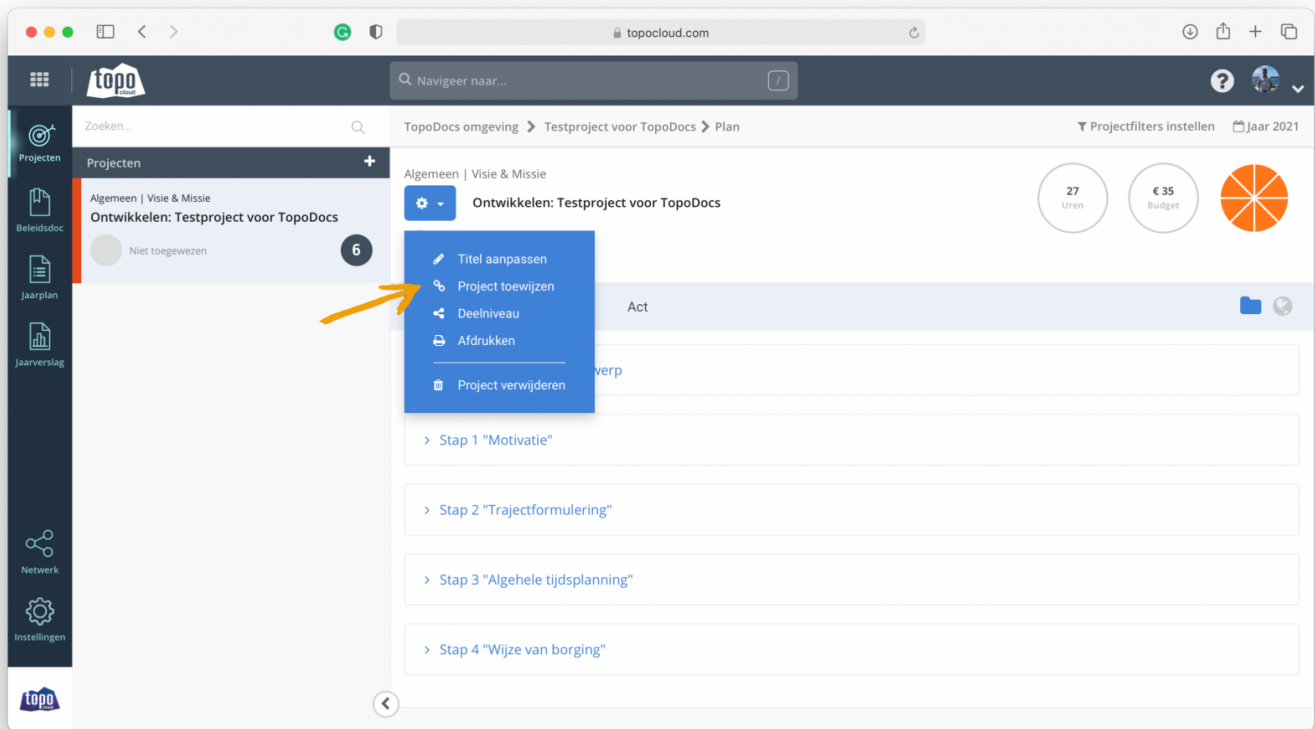 topocloud.com
topo
cloud
Navigeer naar...
/
?
Projecten
Beleidsdoc
Jaarplan
Jaarverslag
Netwerk
Instellingen
topo
cloud
Zoeken...
Projecten
+
Algemeen | Visie & Missie
Ontwikkelen: Testproject voor TopoDocs
Niet toegewezen
6
TopoDocs omgeving > Testproject voor TopoDocs > Plan
Projectfilters instellen
Jaar 2021
Algemeen | Visie & Missie
Ontwikkelen: Testproject voor TopoDocs
27
Uren
€ 35
Budget
Titel aanpassen
Project toewijzen
Deelniveau
Afdrukken
Project verwijderen
Act
Stap 1 "Motivatie"
Stap 2 "Trajectformulering"
Stap 3 "Algehele tijdsplanning"
Stap 4 "Wijze van borging"